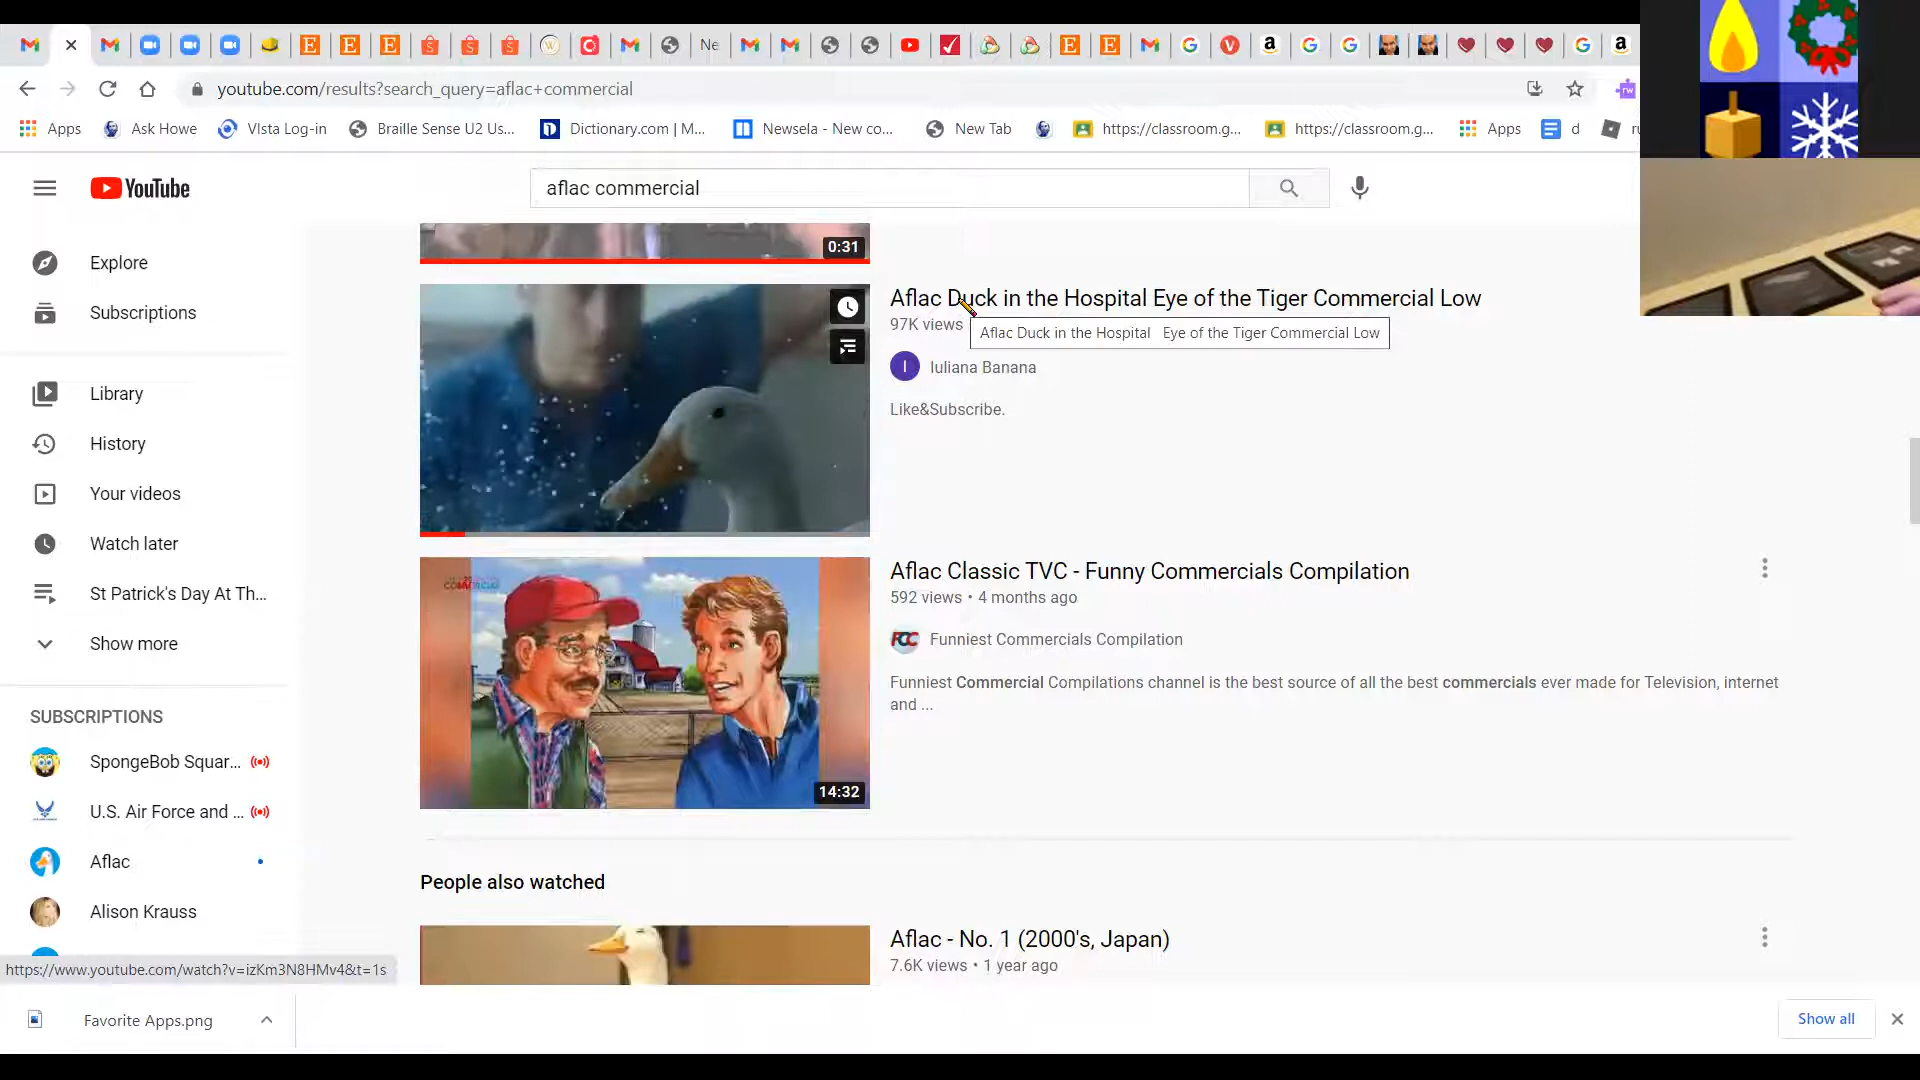 Ne
youtube.com/results?search_query=aflac+commercial
rw
Apps Ask Howe VIsta Log-in Braille Sense U2 Us... Dictionary.com | M... Newsela - New co... New Tab https://classroom.g... https://classroom.g... Apps d
YouTube
aflac commercial
Explore
Subscriptions
Library
History
Your videos
Watch later
St Patrick's Day At Th...
Show more
SUBSCRIPTIONS
SpongeBob Squar...
U.S. Air Force and ...
Aflac
Alison Krauss
0:31
Aflac Duck in the Hospital Eye of the Tiger Commercial Low
97K views
Aflac Duck in the Hospital Eye of the Tiger Commercial Low
I Iuliana Banana
Like&Subscribe.
14:32
Aflac Classic TVC - Funny Commercials Compilation
592 views • 4 months ago
FCC Funniest Commercials Compilation
Funniest Commercial Compilations channel is the best source of all the best commercials ever made for Television, internet
and ...
People also watched
Aflac - No. 1 (2000's, Japan)
7.6K views • 1 year ago
https://www.youtube.com/watch?v=izKm3N8HMv4&t=1s
Favorite Apps.png
Show all